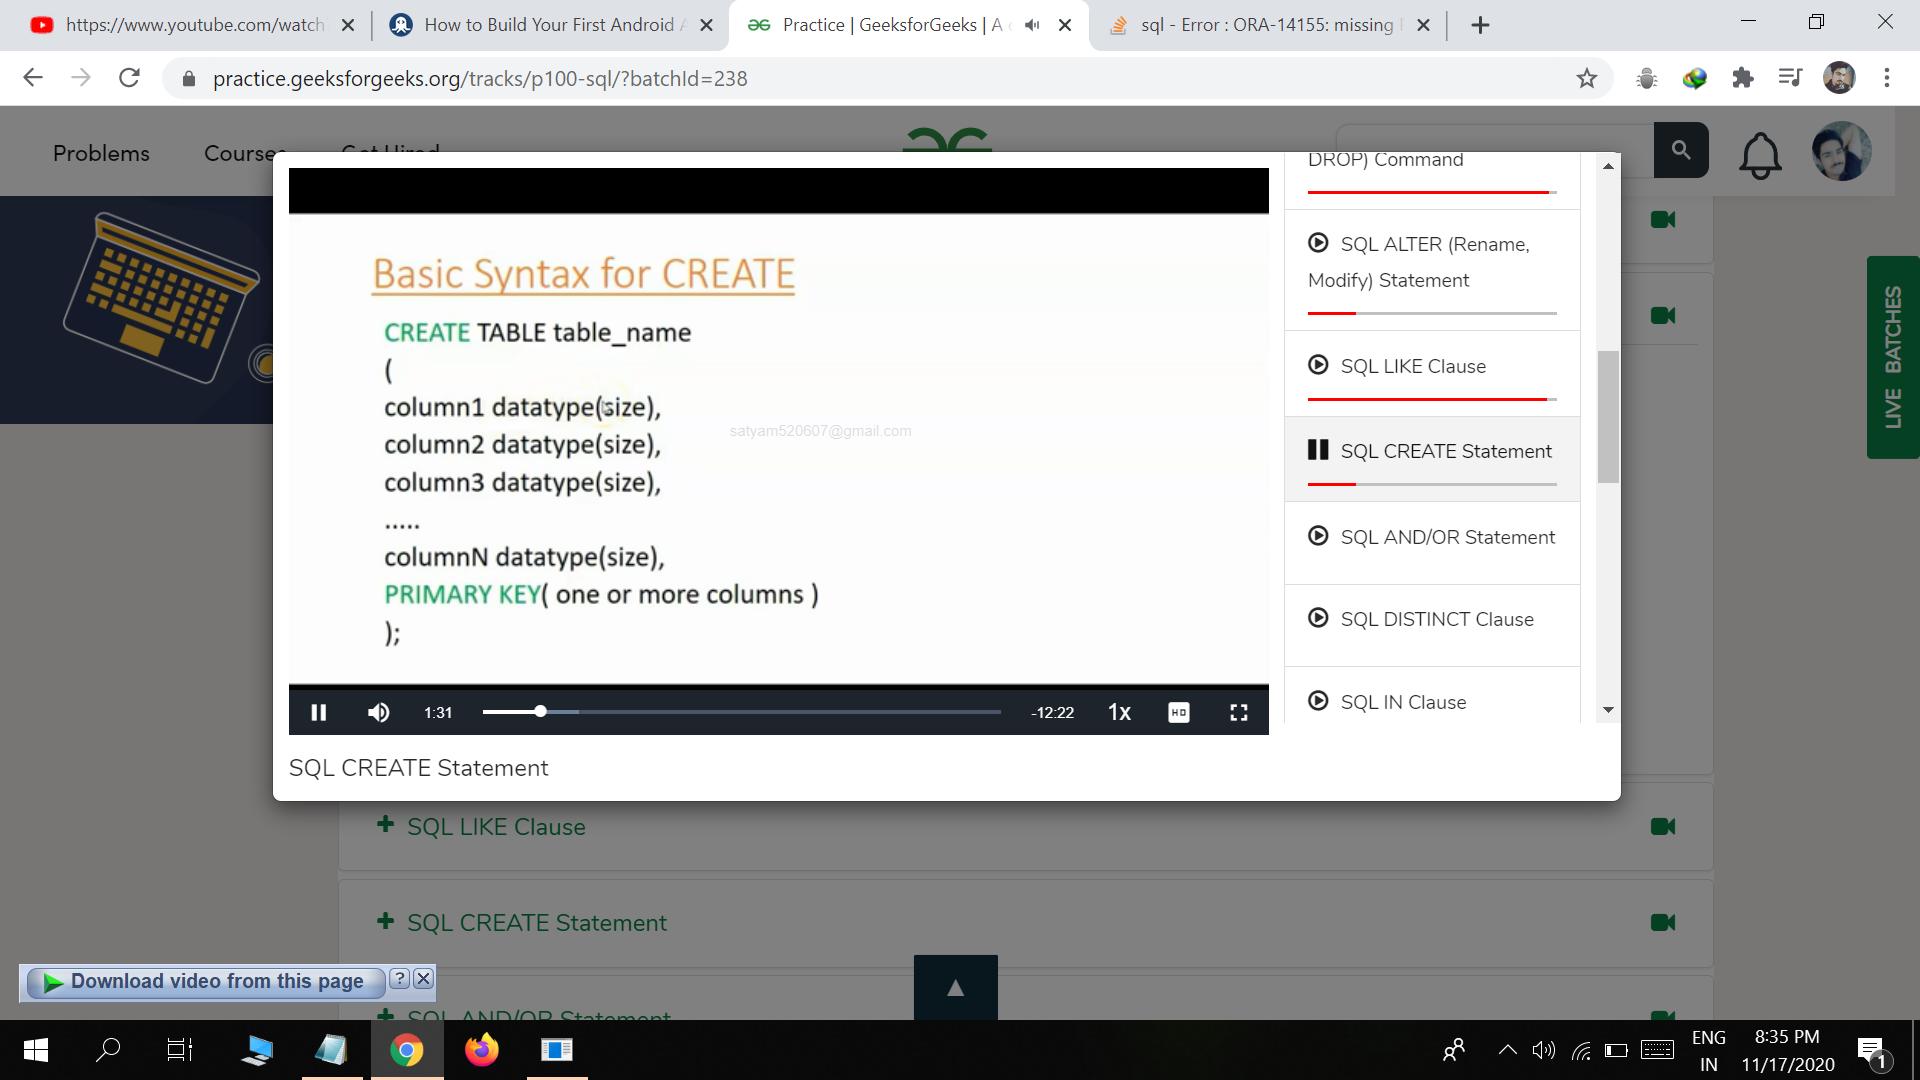 https://www.youtube.com/watch
How to Build Your First Android
Practice | GeeksforGeeks | A
sql - Error : ORA-14155: missing
practice.geeksforgeeks.org/tracks/p100-sql/?batchId=238
Problems
Courses
Get Hired
DROP) Command
SQL ALTER (Rename,
Modify) Statement
SQL LIKE Clause
SQL CREATE Statement
SQL AND/OR Statement
SQL DISTINCT Clause
SQL IN Clause
LIVE BATCHES
Basic Syntax for CREATE
CREATE TABLE table_name
(
column1 datatype(size),
column2 datatype(size),
column3 datatype(size),
.....
columnN datatype(size),
PRIMARY KEY( one or more columns )
);
satyam520607@gmail.com
1:31
-12:22
1x
HD
SQL CREATE Statement
SQL LIKE Clause
SQL CREATE Statement
SQL AND/OR Statement
Download video from this page
?
ENG
IN
8:35 PM
11/17/2020
1